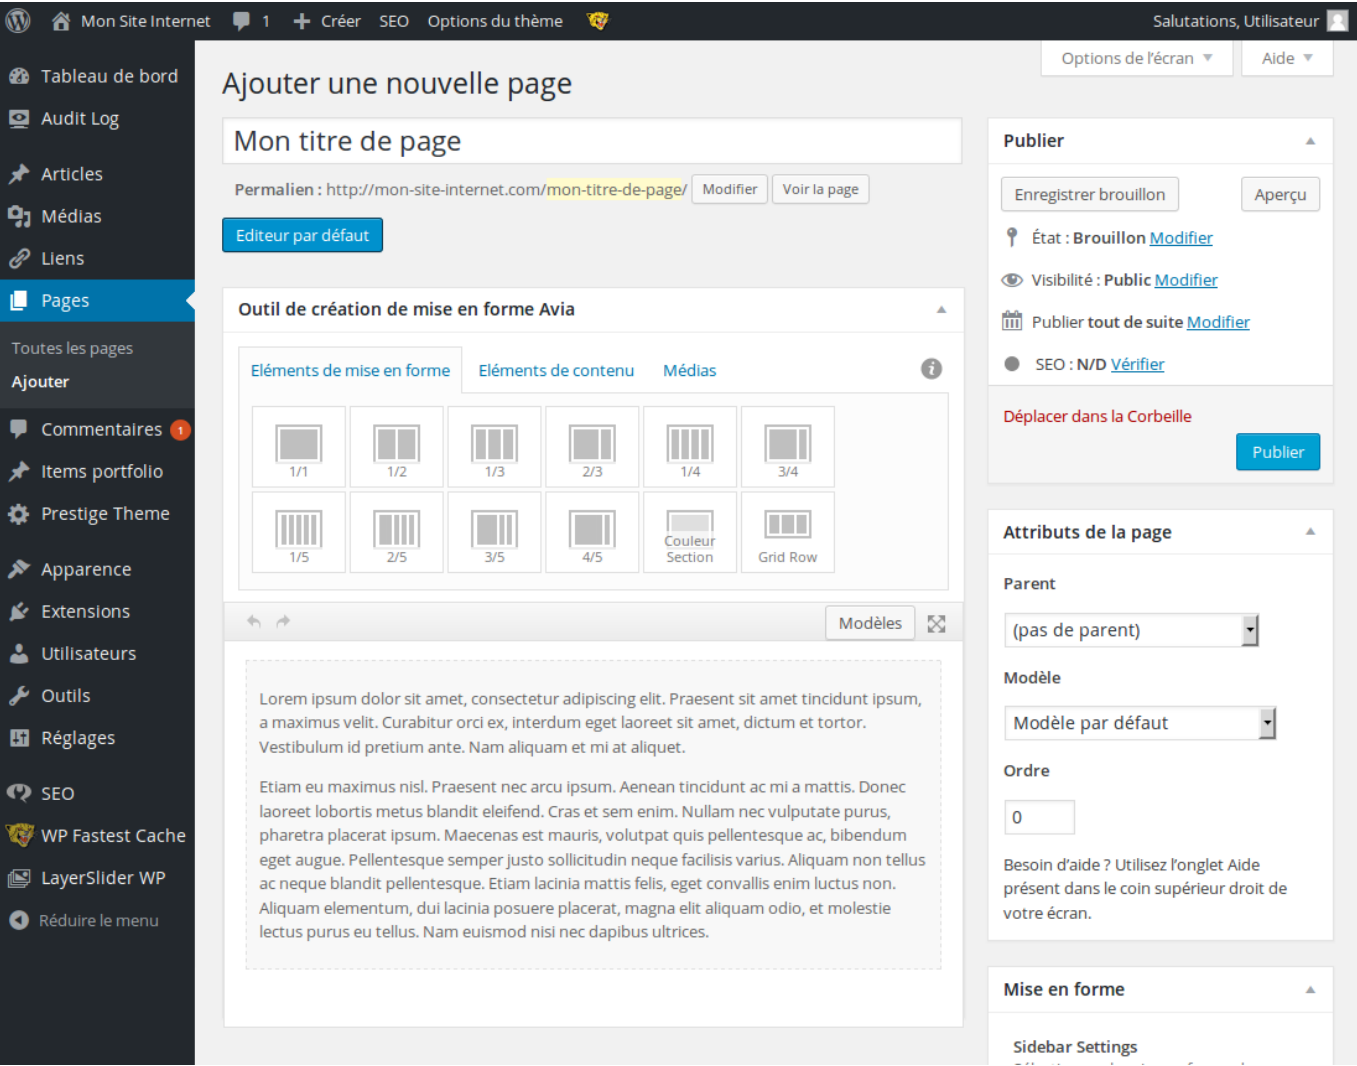 Mon Site Internet 1 Créer SEO Options du thème Salutations, Utilisateur
Options de l'écran Aide
Tableau de bord
Audit Log
Articles
Médias
Liens
Pages
Toutes les pages
Ajouter
Commentaires 1
Items portfolio
Prestige Theme
Apparence
Extensions
Utilisateurs
Outils
Réglages
SEO
WP Fastest Cache
LayerSlider WP
Réduire le menu
Ajouter une nouvelle page
Mon titre de page
Permalien : http://mon-site-internet.com/mon-titre-de-page/ Modifier Voir la page
Editeur par défaut
Outil de création de mise en forme Avia
Eléments de mise en forme Eléments de contenu Médias
1/1 1/2 1/3 2/3 1/4 3/4
1/5 2/5 3/5 4/5 Couleur Section Grid Row
Modèles
Lorem ipsum dolor sit amet, consectetur adipiscing elit. Praesent sit amet tincidunt ipsum,
a maximus velit. Curabitur orci ex, interdum eget laoreet sit amet, dictum et tortor.
Vestibulum id pretium ante. Nam aliquam et mi at aliquet.
Etiam eu maximus nisl. Praesent nec arcu ipsum. Aenean tincidunt ac mi a mattis. Donec
laoreet lobortis metus blandit eleifend. Cras et sem enim. Nullam nec vulputate purus,
pharetra placerat ipsum. Maecenas est mauris, volutpat quis pellentesque ac, bibendum
eget augue. Pellentesque semper justo sollicitudin neque facilisis varius. Aliquam non tellus
ac neque blandit pellentesque. Etiam lacinia mattis felis, eget convallis enim luctus non.
Aliquam elementum, dui lacinia posuere placerat, magna elit aliquam odio, et molestie
lectus purus eu tellus. Nam euismod nisi nec dapibus ultrices.
Publier
Enregistrer brouillon Aperçu
État : Brouillon Modifier
Visibilité : Public Modifier
Publier tout de suite Modifier
SEO : N/D Vérifier
Déplacer dans la Corbeille
Publier
Attributs de la page
Parent
(pas de parent)
Modèle
Modèle par défaut
Ordre
0
Besoin d'aide ? Utilisez l'onglet Aide
présent dans le coin supérieur droit de
votre écran.
Mise en forme
Sidebar Settings